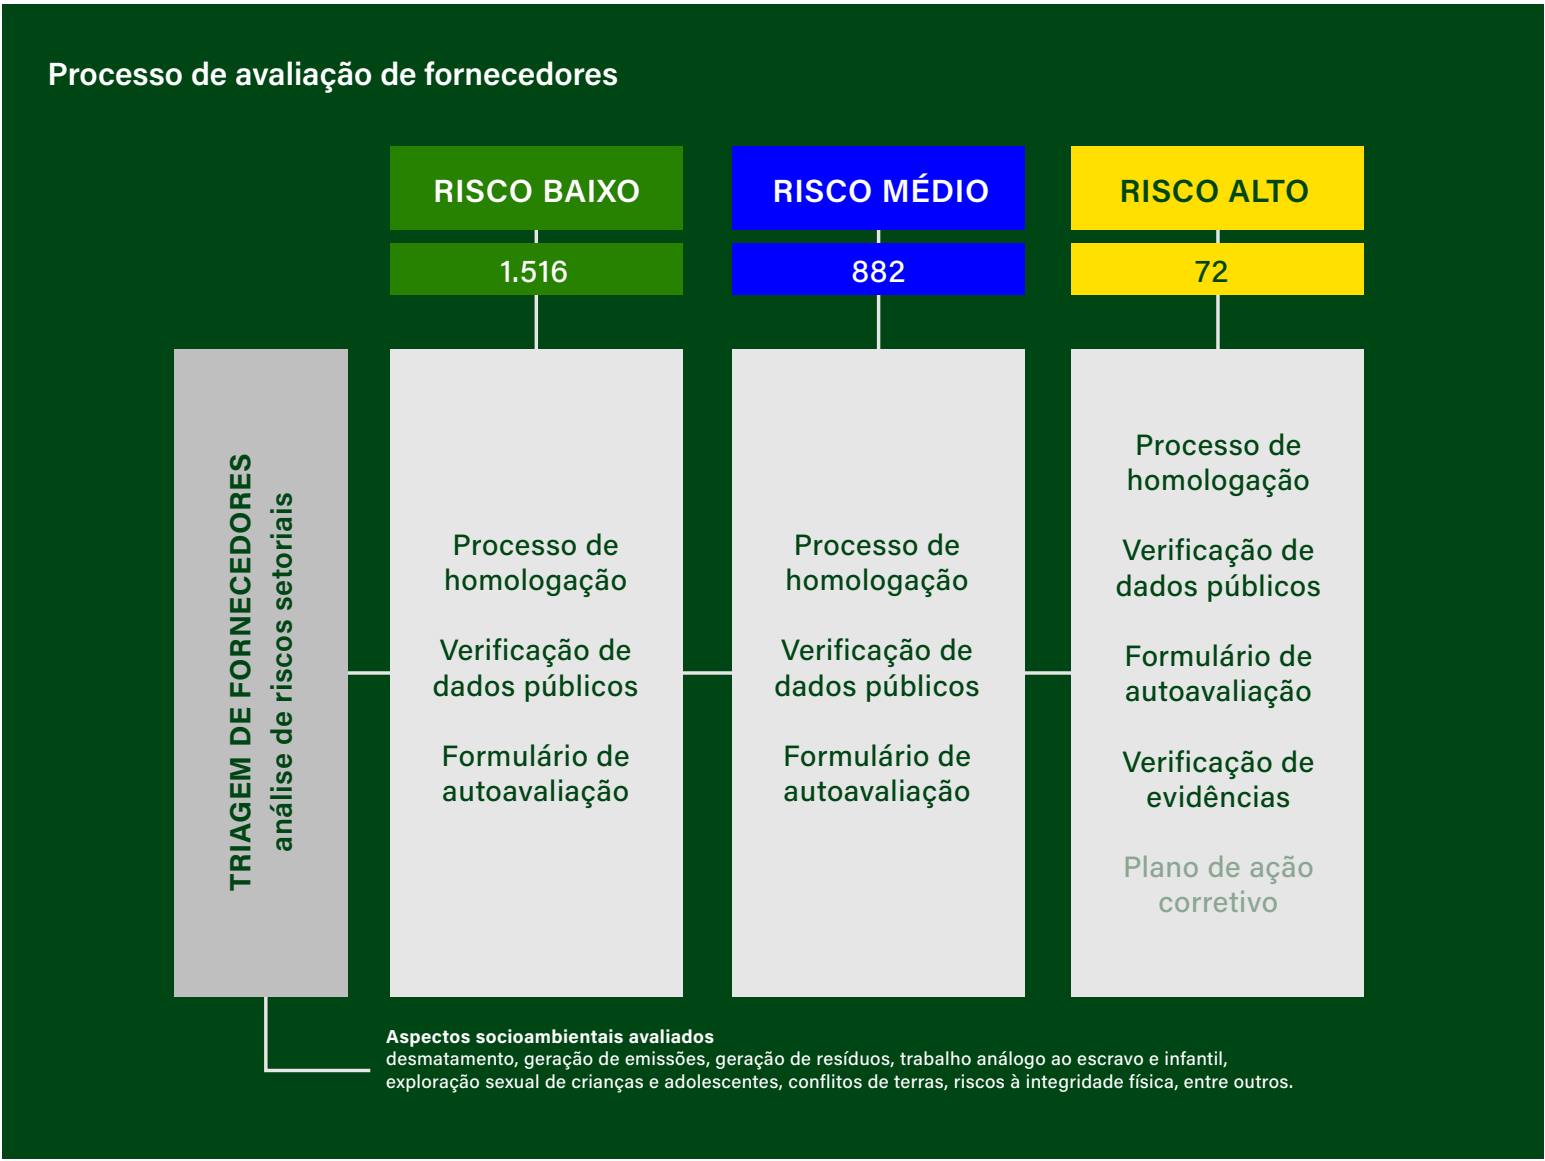 Processo de avaliação de fornecedores
RISCO BAIXO
1.516
RISCO MÉDIO
882
RISCO ALTO
72
TRIAGEM DE FORNECEDORES
análise de riscos setoriais
Processo de
homologação
Verificação de
dados públicos
Formulário de
autoavaliação
Processo de
homologação
Verificação de
dados públicos
Formulário de
autoavaliação
Processo de
homologação
Verificação de
dados públicos
Formulário de
autoavaliação
Verificação de
evidências
Plano de ação
corretivo
Aspectos socioambientais avaliados
desmatamento, geração de emissões, geração de resíduos, trabalho análogo ao escravo e infantil,
exploração sexual de crianças e adolescentes, conflitos de terras, riscos à integridade física, entre outros.